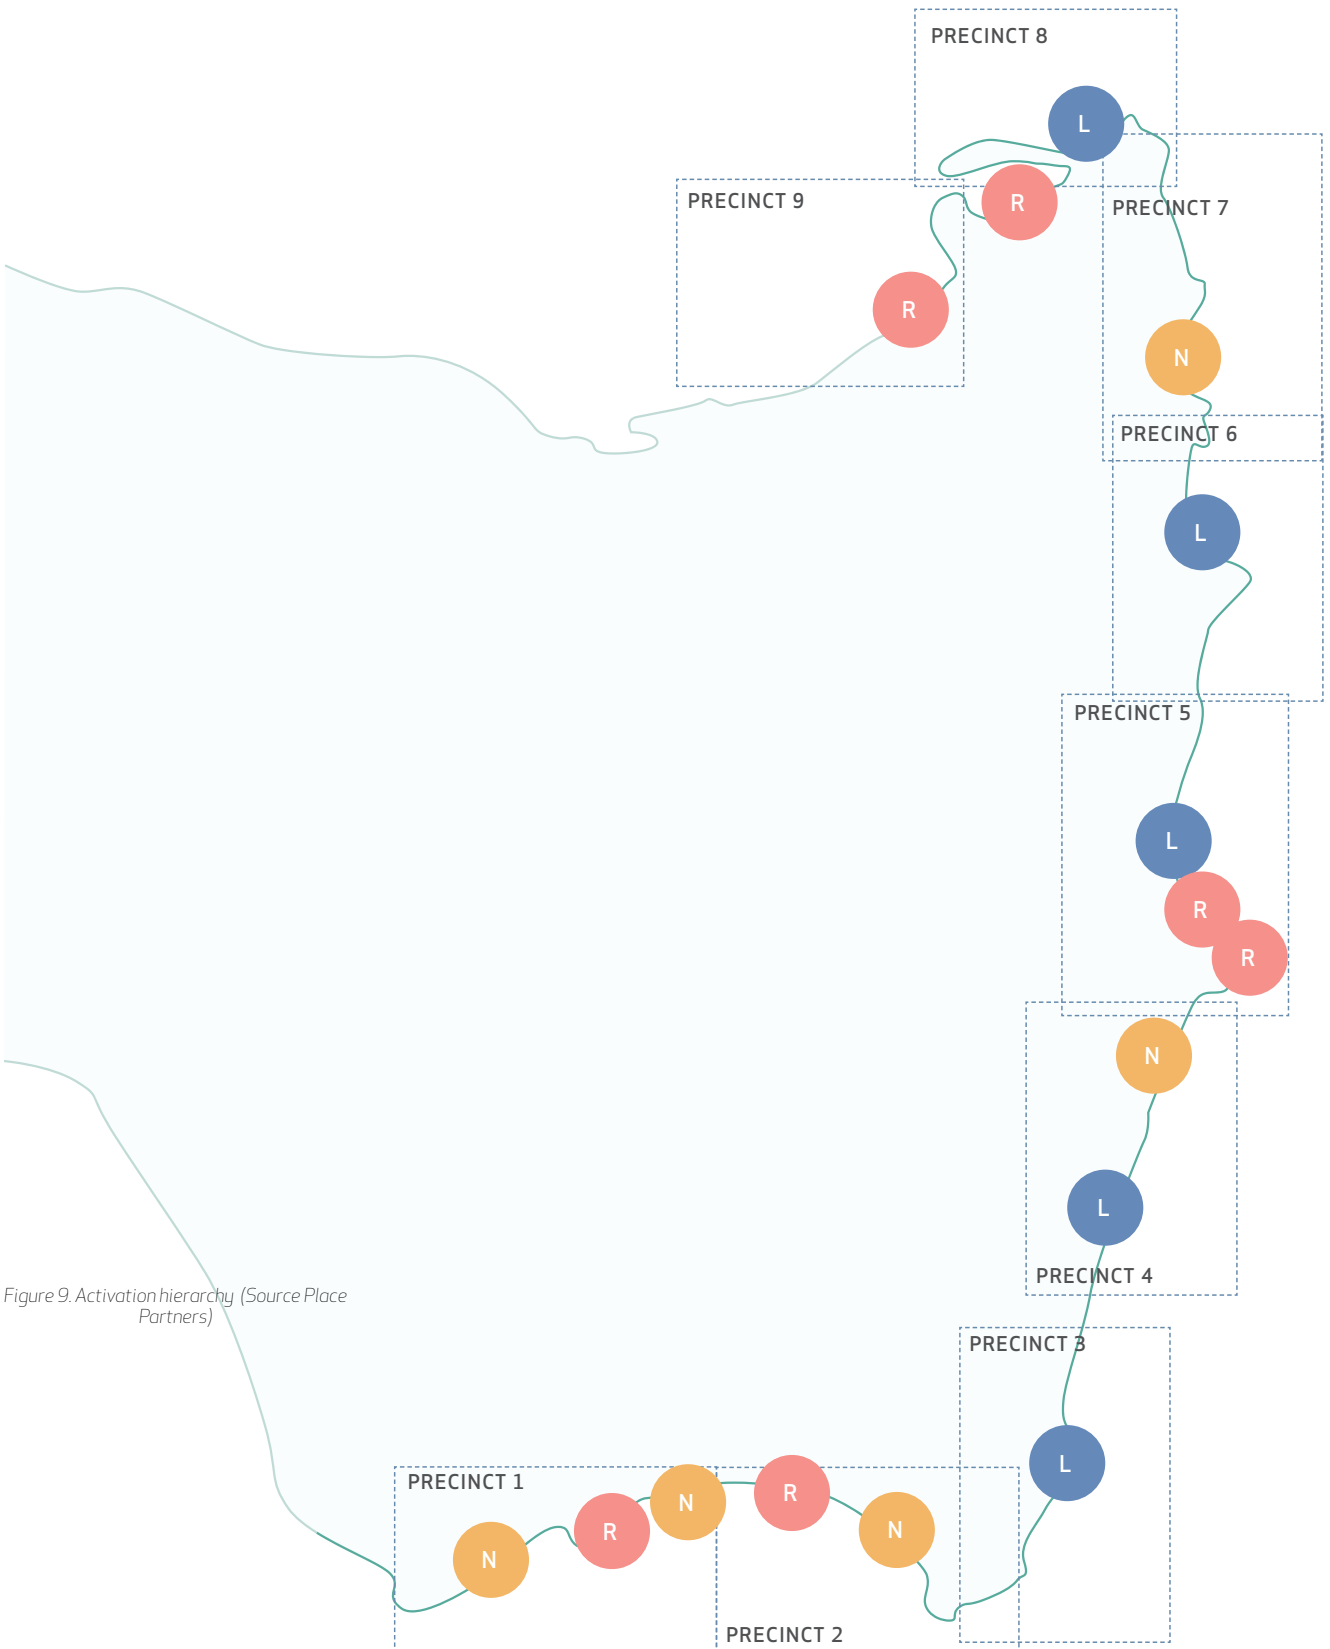 PRECINCT 8
L
PRECINCT 9
R
PRECINCT 7
R
N
PRECINCT 6
L
PRECINCT 5
L
R
R
N
L
PRECINCT 4
Figure 9. Activation hierarchy (Source Place
Partners)
PRECINCT 3
L
PRECINCT 1
N
R
N
R
N
PRECINCT 2